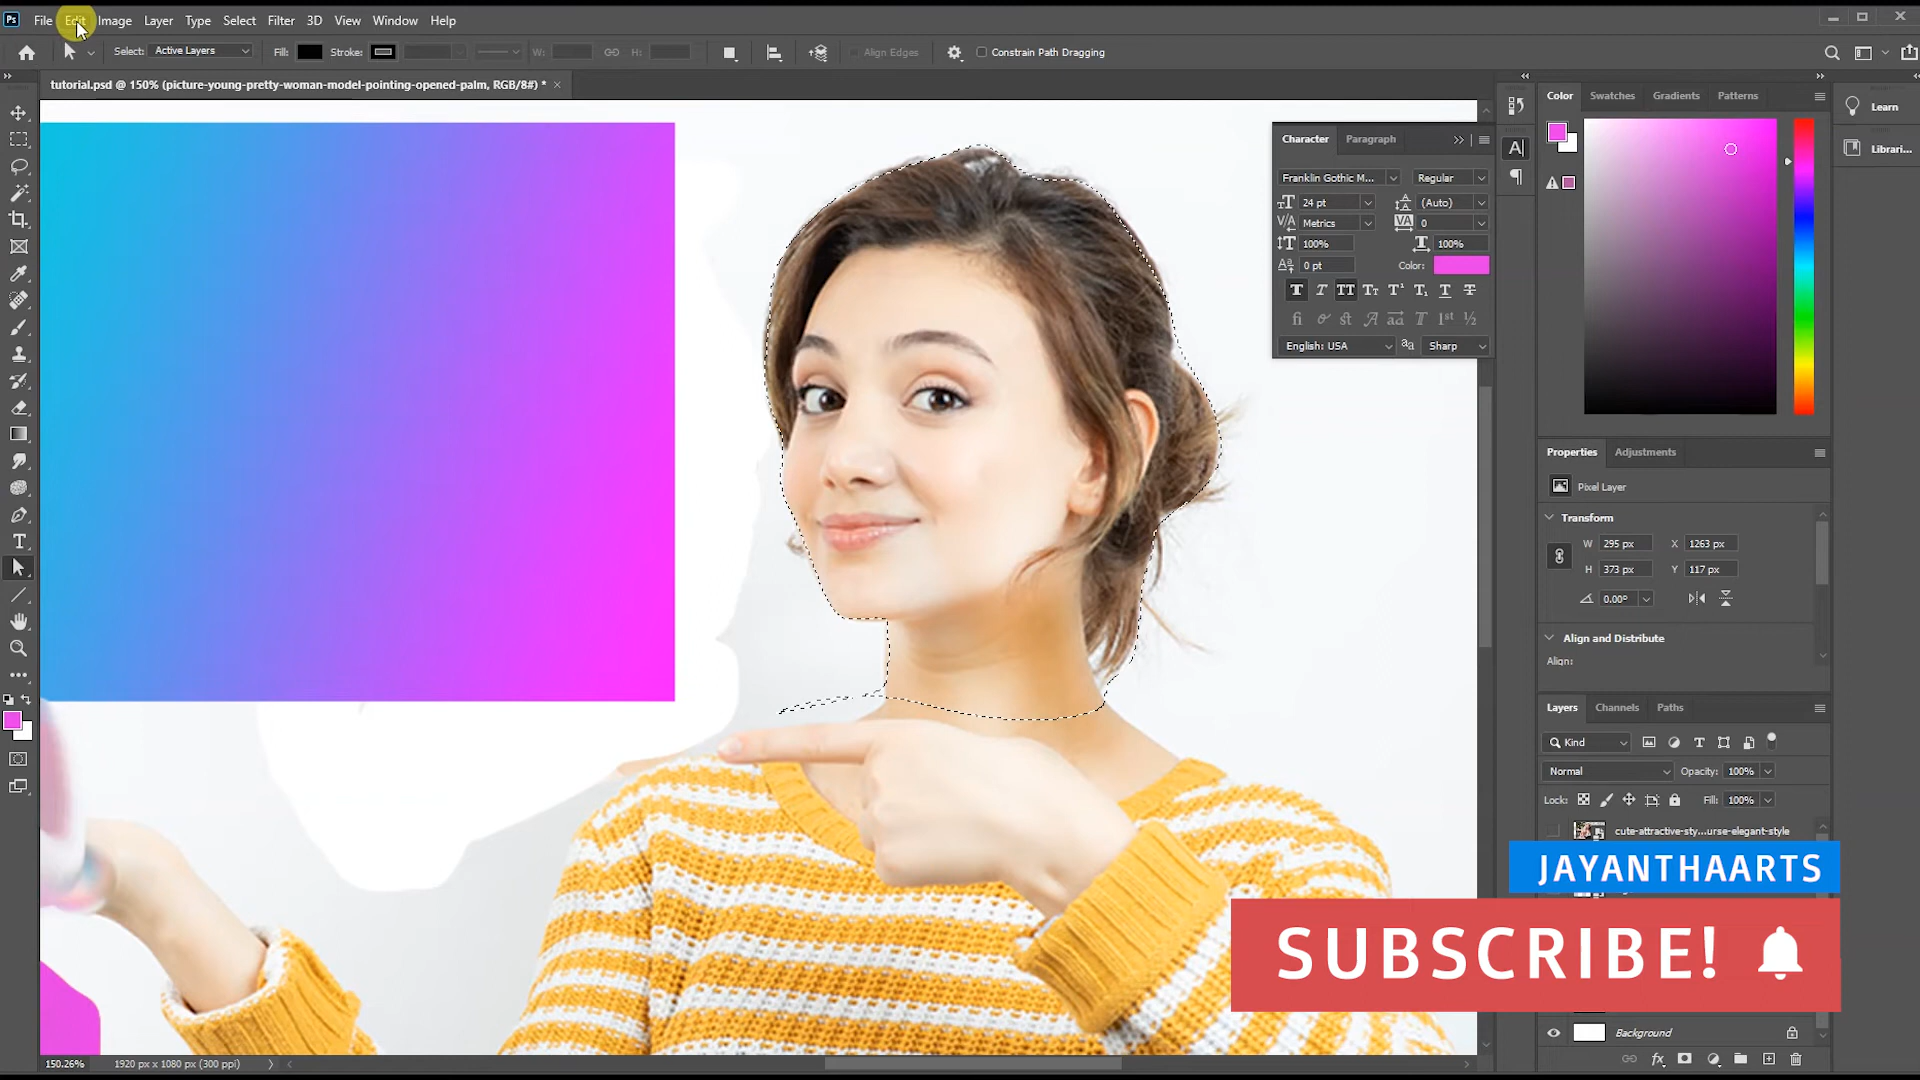 Ps File Edit Image Layer Type Select Filter 3D View Window Help
Select: Active Layers Fill: Stroke: W: H: Align Edges Constrain Path Dragging
tutorial.psd @ 150% (picture-young-pretty-woman-model-pointing-opened-palm, RGB/8#) *
Character Paragraph
Franklin Gothic M... Regular
24 pt (Auto)
Metrics 0
100% 100%
0 pt Color:
English: USA Sharp
Color Swatches Gradients Patterns
Learn
Librari...
Properties Adjustments
Pixel Layer
Transform
W 295 px X 1263 px
H 373 px Y 117 px
0.00°
Align and Distribute
Align:
Layers Channels Paths
Kind
Normal Opacity: 100%
Lock: Fill: 100%
cute-attractive-sty...urse-elegant-style
JAYANTHAARTS
SUBSCRIBE!
Background
150.26% 1920 px x 1080 px (300 ppi)